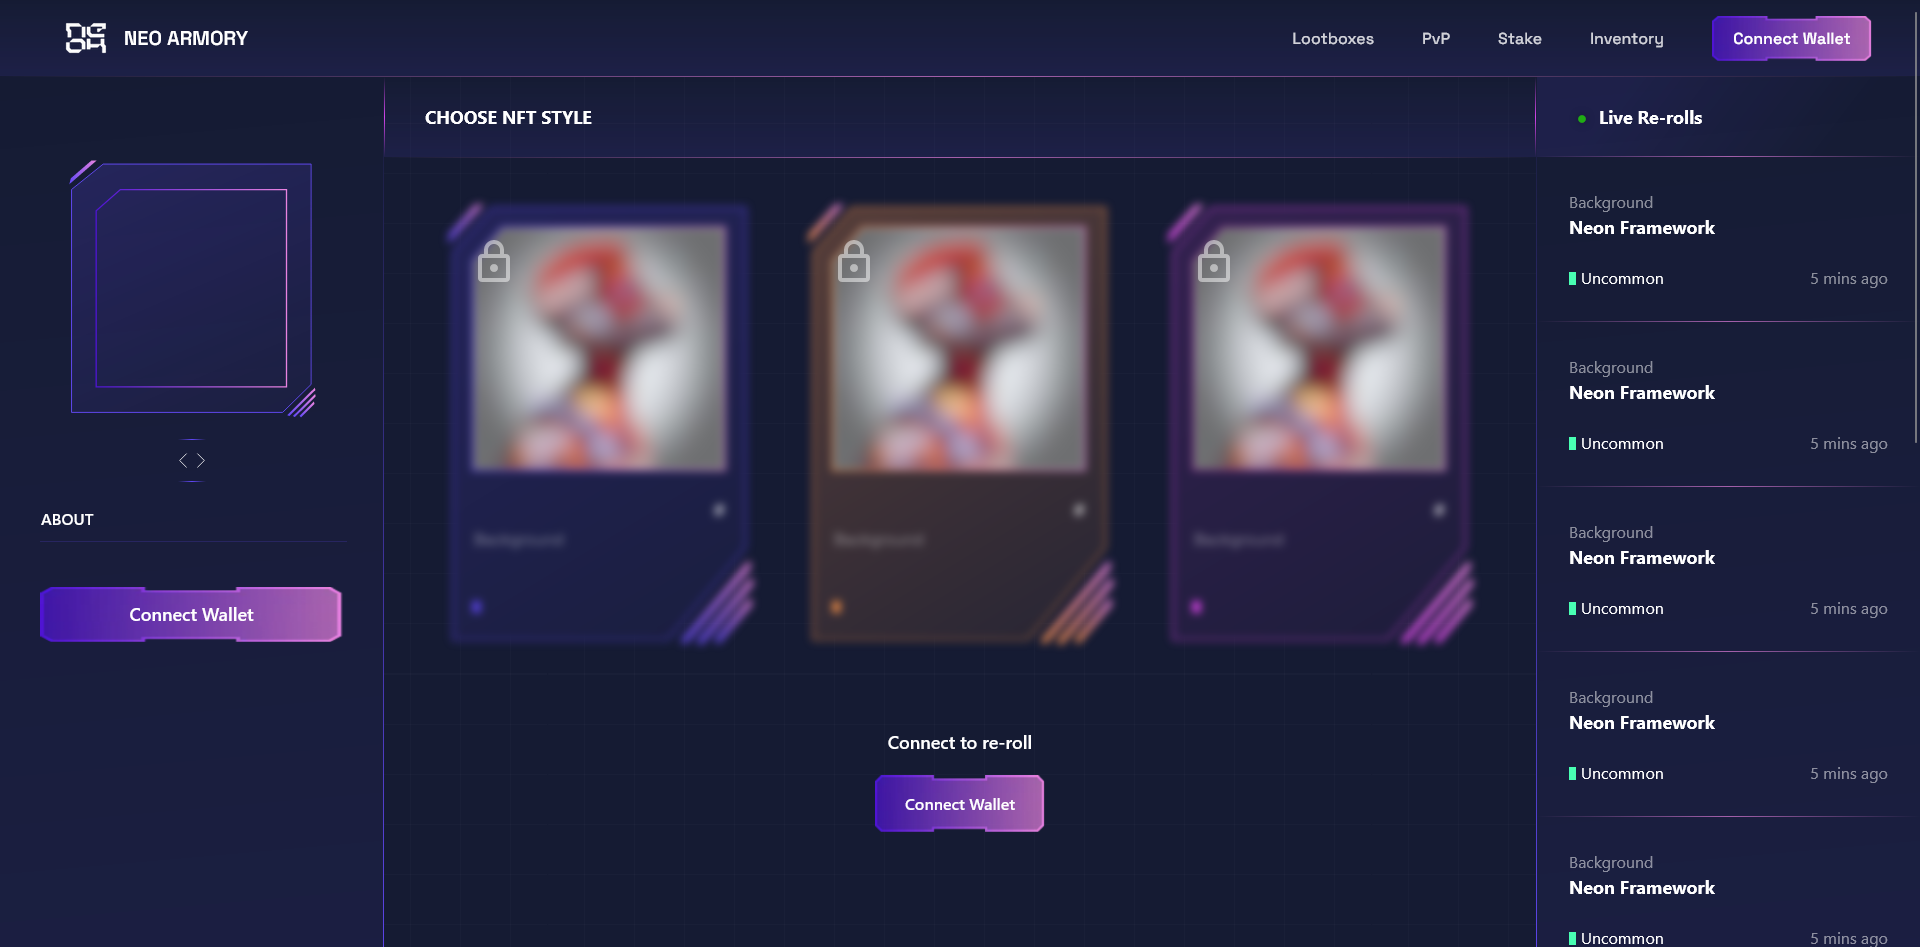 NEO ARMORY
Lootboxes
PvP
Stake
Inventory
Connect Wallet
ABOUT
Connect Wallet
CHOOSE NFT STYLE
Background
Background
Background
Connect to re-roll
Connect Wallet
Live Re-rolls
Background
Neon Framework
Uncommon
5 mins ago
Background
Neon Framework
Uncommon
5 mins ago
Background
Neon Framework
Uncommon
5 mins ago
Background
Neon Framework
Uncommon
5 mins ago
Background
Neon Framework
Uncommon
5 mins ago